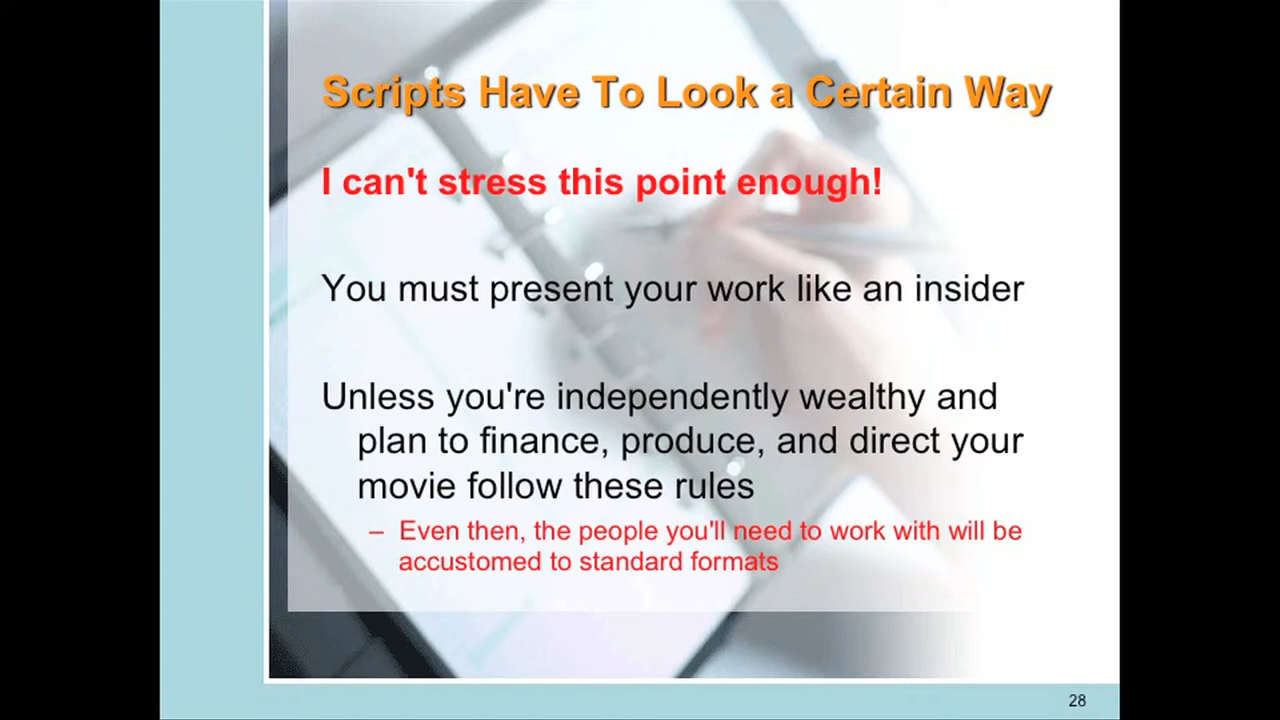 Scripts Have To Look a Certain Way
I can't stress this point enough!
You must present your work like an insider
Unless you're independently wealthy and
plan to finance, produce, and direct your
movie follow these rules
– Even then, the people you'll need to work with will be
accustomed to standard formats
28